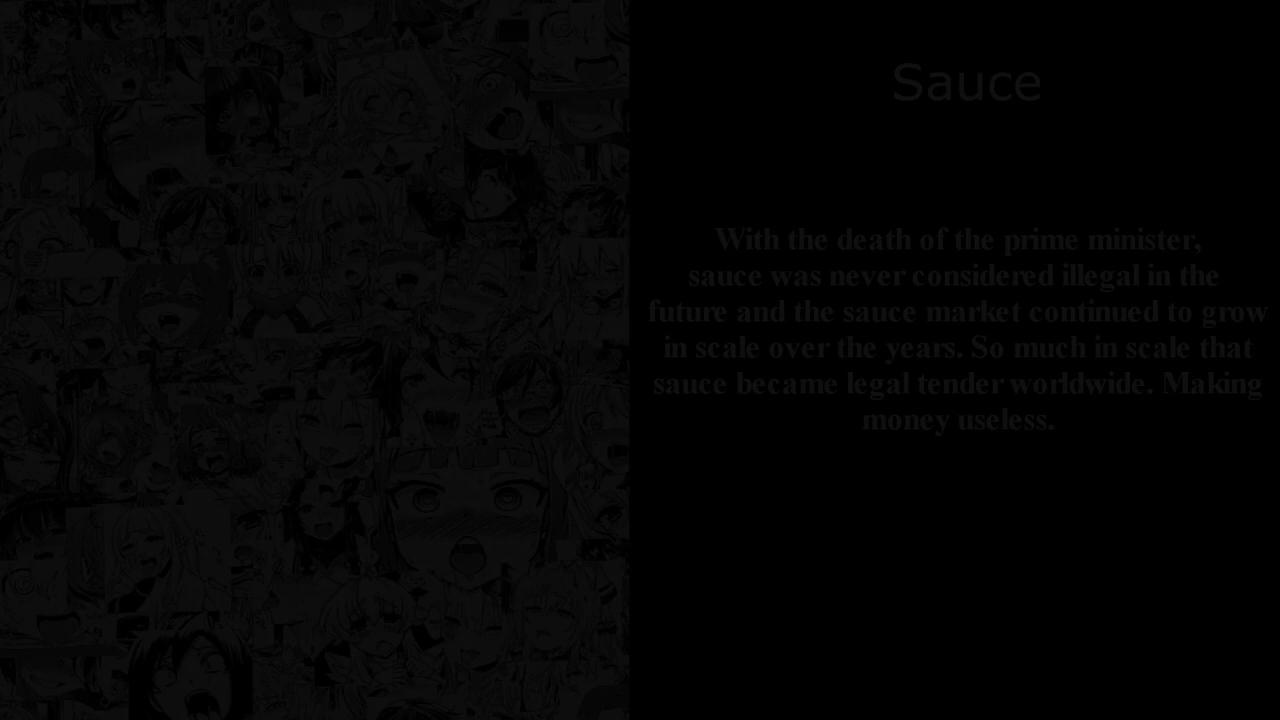 Sauce
With the death of the prime minister,
sauce was never considered illegal in the
future and the sauce market continued to grow
in scale over the years. So much in scale that
sauce became legal tender worldwide. Making
money useless.